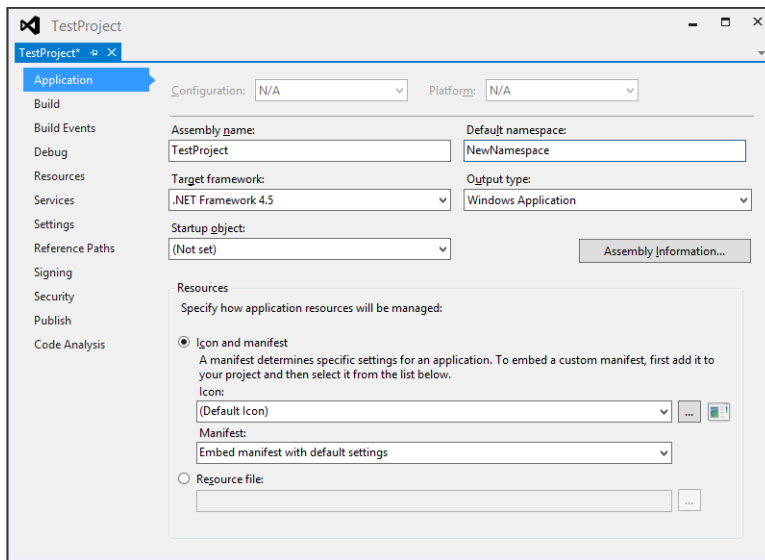 TestProject
TestProject*
Application
Build
Build Events
Debug
Resources
Services
Settings
Reference Paths
Signing
Security
Publish
Code Analysis
Configuration: N/A Platform: N/A
Assembly name: Default namespace:
TestProject NewNamespace
Target framework: Output type:
.NET Framework 4.5 Windows Application
Startup object:
(Not set) Assembly Information...
Resources
Specify how application resources will be managed:
Icon and manifest
A manifest determines specific settings for an application. To embed a custom manifest, first add it to
your project and then select it from the list below.
Icon:
(Default Icon) ...
Manifest:
Embed manifest with default settings
Resource file:
...